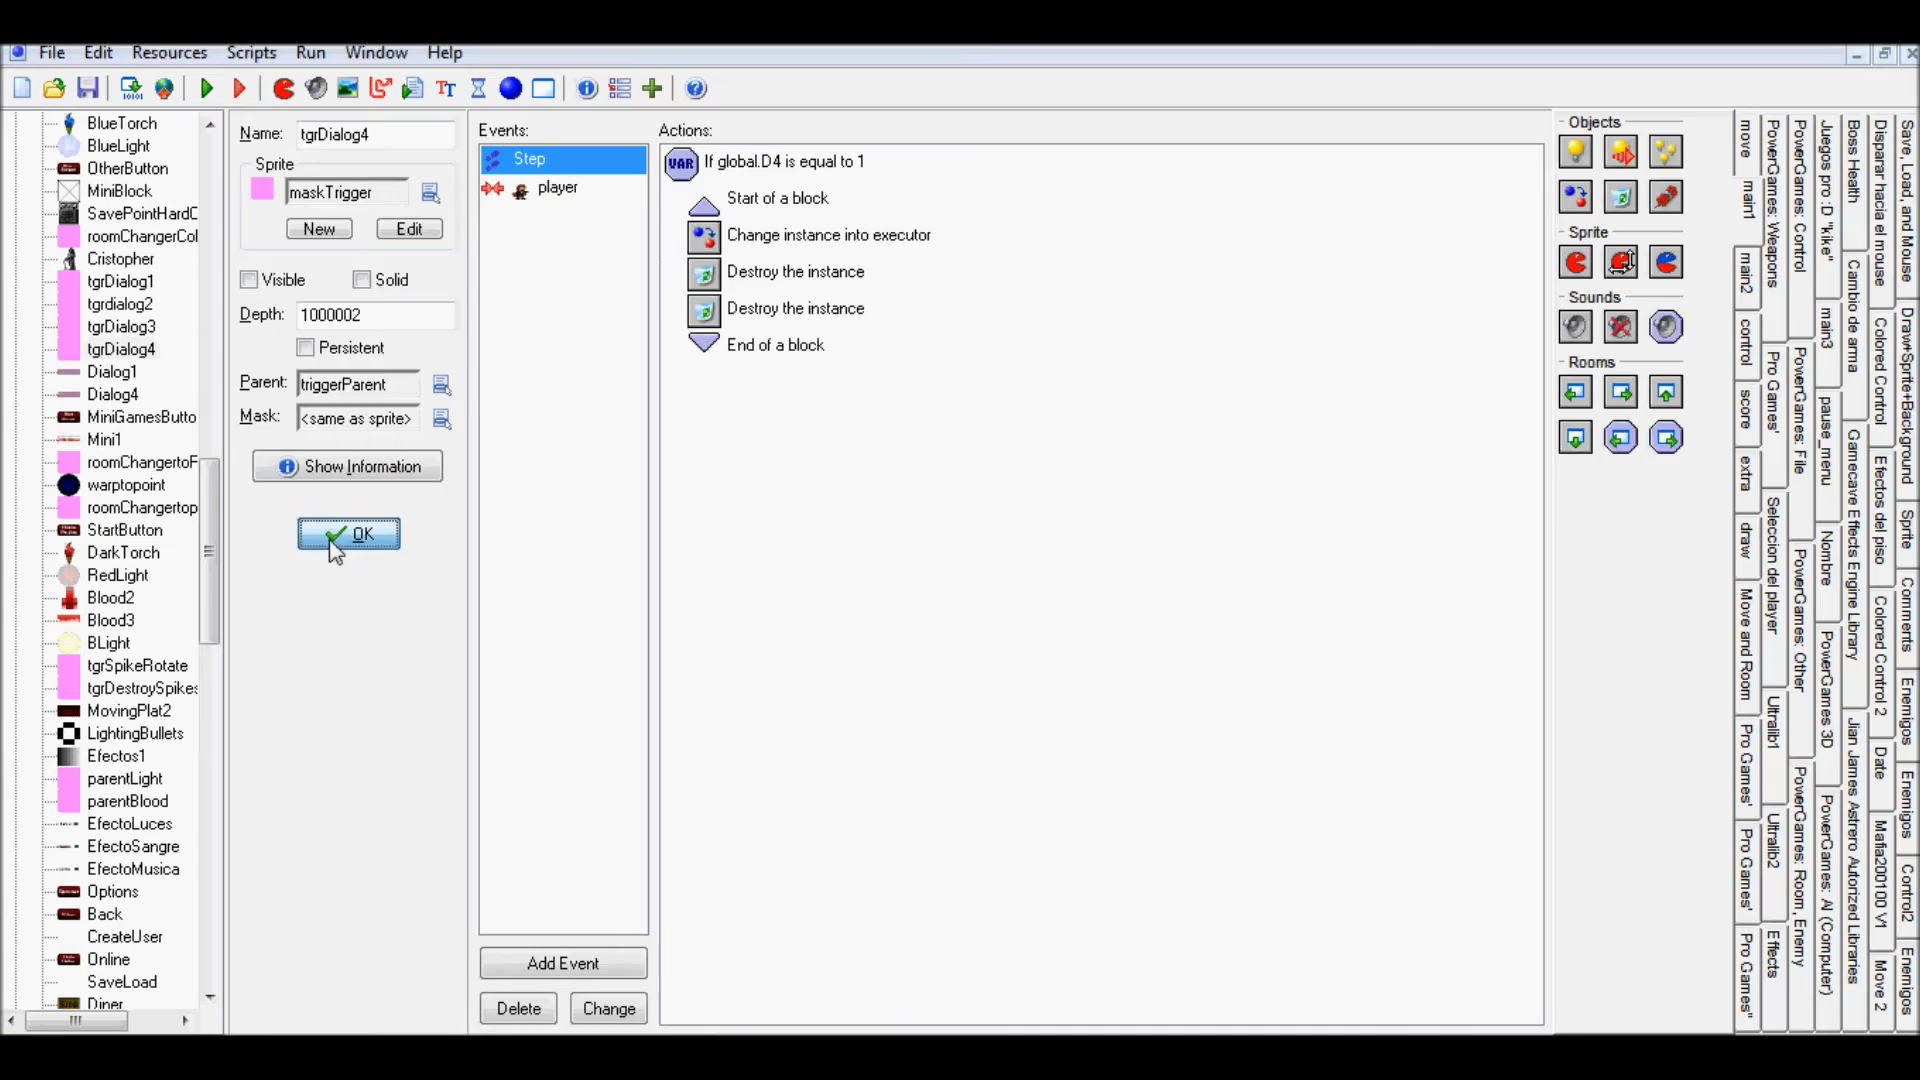 File Edit Resources Scripts Run Window Help
BlueTorch
BlueLight
OtherButton
MiniBlock
SavePointHardC
roomChangerCol
Cristopher
tgrDialog1
tgrdialog2
tgrDialog3
tgrDialog4
Dialog1
Dialog4
MiniGamesButto
Mini1
roomChangertoF
warptopoint
roomChangertop
StartButton
DarkTorch
RedLight
Blood2
Blood3
BLight
tgrSpikeRotate
tgrDestroySpikes
MovingPlat2
LightingBullets
Efectos1
parentLight
parentBlood
EfectoLuces
EfectoSangre
EfectoMusica
Options
Back
CreateUser
Online
SaveLoad
Diner
Name: tgrDialog4
Sprite
maskTrigger
New Edit
Visible Solid
Depth: 1000002
Persistent
Parent: triggerParent
Mask: <same as sprite>
Show Information
OK
Events:
Step
player
Add Event
Delete Change
Actions:
VAR If global.D4 is equal to 1
Start of a block
Change instance into executor
Destroy the instance
Destroy the instance
End of a block
Objects
Sprite
Sounds
Rooms
move
main1
main2
control
score
extra
draw
Move and Room
Pro Games'
Pro Games'
Pro Games"
PowerGames: Weapons
Pro Games'
Seleccion del player
Ultralib1
Ultralib2
Effects
PowerGames: Control
PowerGames: File
PowerGames: Other
PowerGames: Room, Enemy
Juegos pro :D "kike"
main3
pause_menu
Nombre
PowerGames 3D
PowerGames: AI (Computer)
Boss Health
Cambio de arma
Gamecave Effects Engine Library
Jian James Astrero Autorized Libraries
Disparar hacia el mouse
Colored Control
Efectos del piso
Colored Control 2
Date
Mafia200100 V1
Move 2
Save, Load, and Mouse
Draw+Sprite+Background
Sprite
Comments
Enemigos
Enemigos
Control2
Enemigos